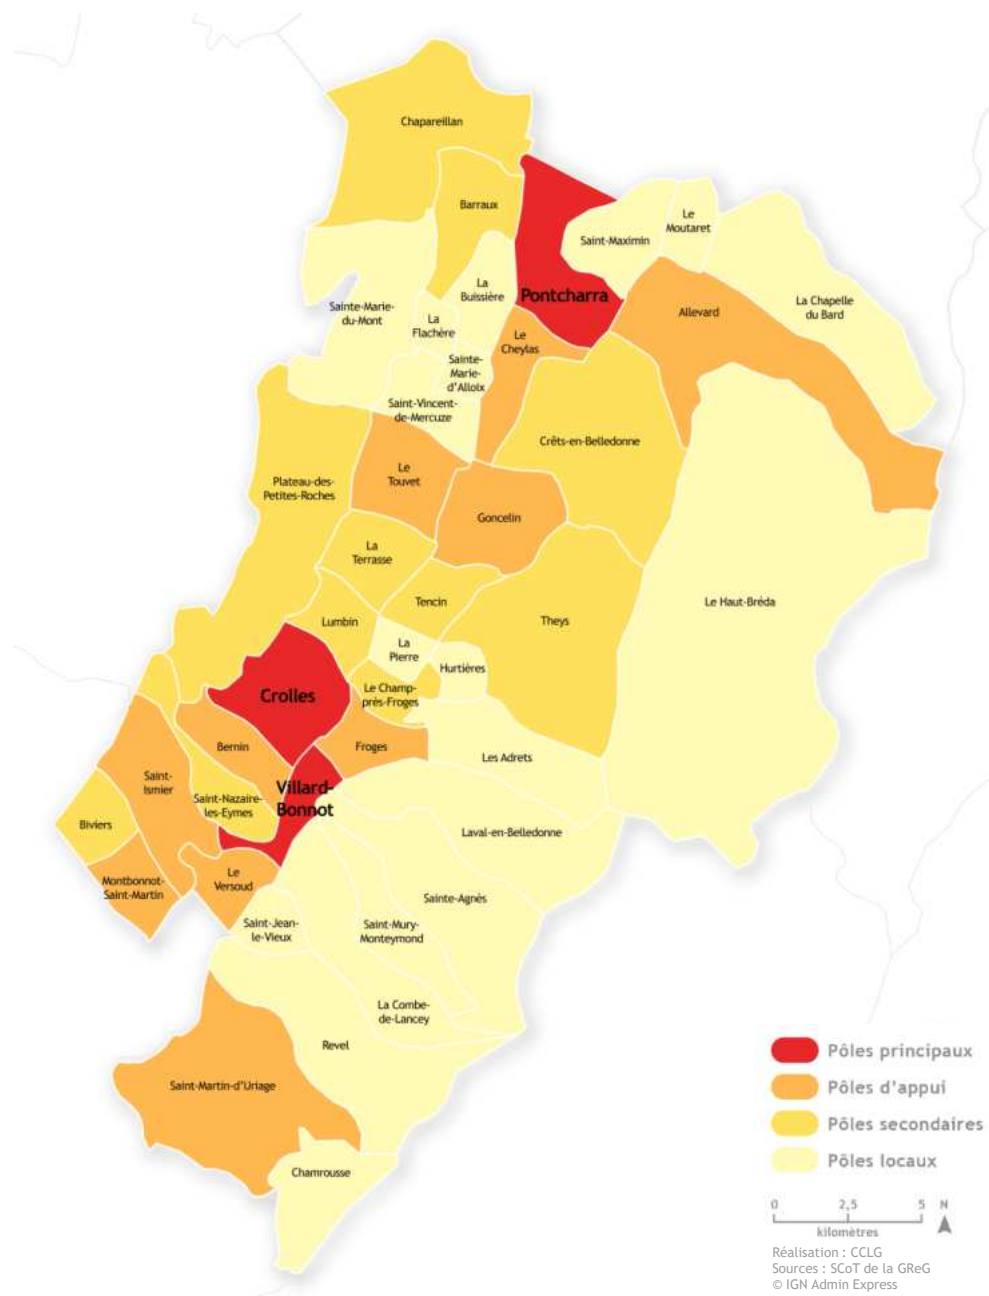 Chapareillan
Barraux
Le
Moutaret
Saint-Maximin
La
Buissière
Pontcharra
La Chapelle
du Bard
Sainte-Marie-
du-Mont
Allevard
La
Flachère
Le
Cheylas
Sainte-
Marie-
d'Alloix
Saint-Vincent-
de-Mercuze
Crêts-en-Belledonne
Le
Touvet
Plateau-des-
Petites-Roches
Goncelin
La
Terrasse
Tencin
Le Haut-Bréda
Lumbin
Theys
La
Pierre
Hurtières
Crolles
Le Champ-
près-Froges
Bernin
Froges
Les Adrets
Saint-
Ismier
Villard-
Bonnot
Saint-Nazaire-
les-Eymes
Biviers
Laval-en-Belledonne
Le
Versoud
Montbonnot-
Saint-Martin
Sainte-Agnès
Saint-Jean-
le-Vieux
Saint-Mury-
Monteymond
La Combe-
de-Lancey
Revel
Saint-Martin-d'Uriage
Chamrousse
Pôles principaux
Pôles d'appui
Pôles secondaires
Pôles locaux
0 2,5 5 N
kilomètres
Réalisation : CCLG
Sources : SCoT de la GReG
© IGN Admin Express